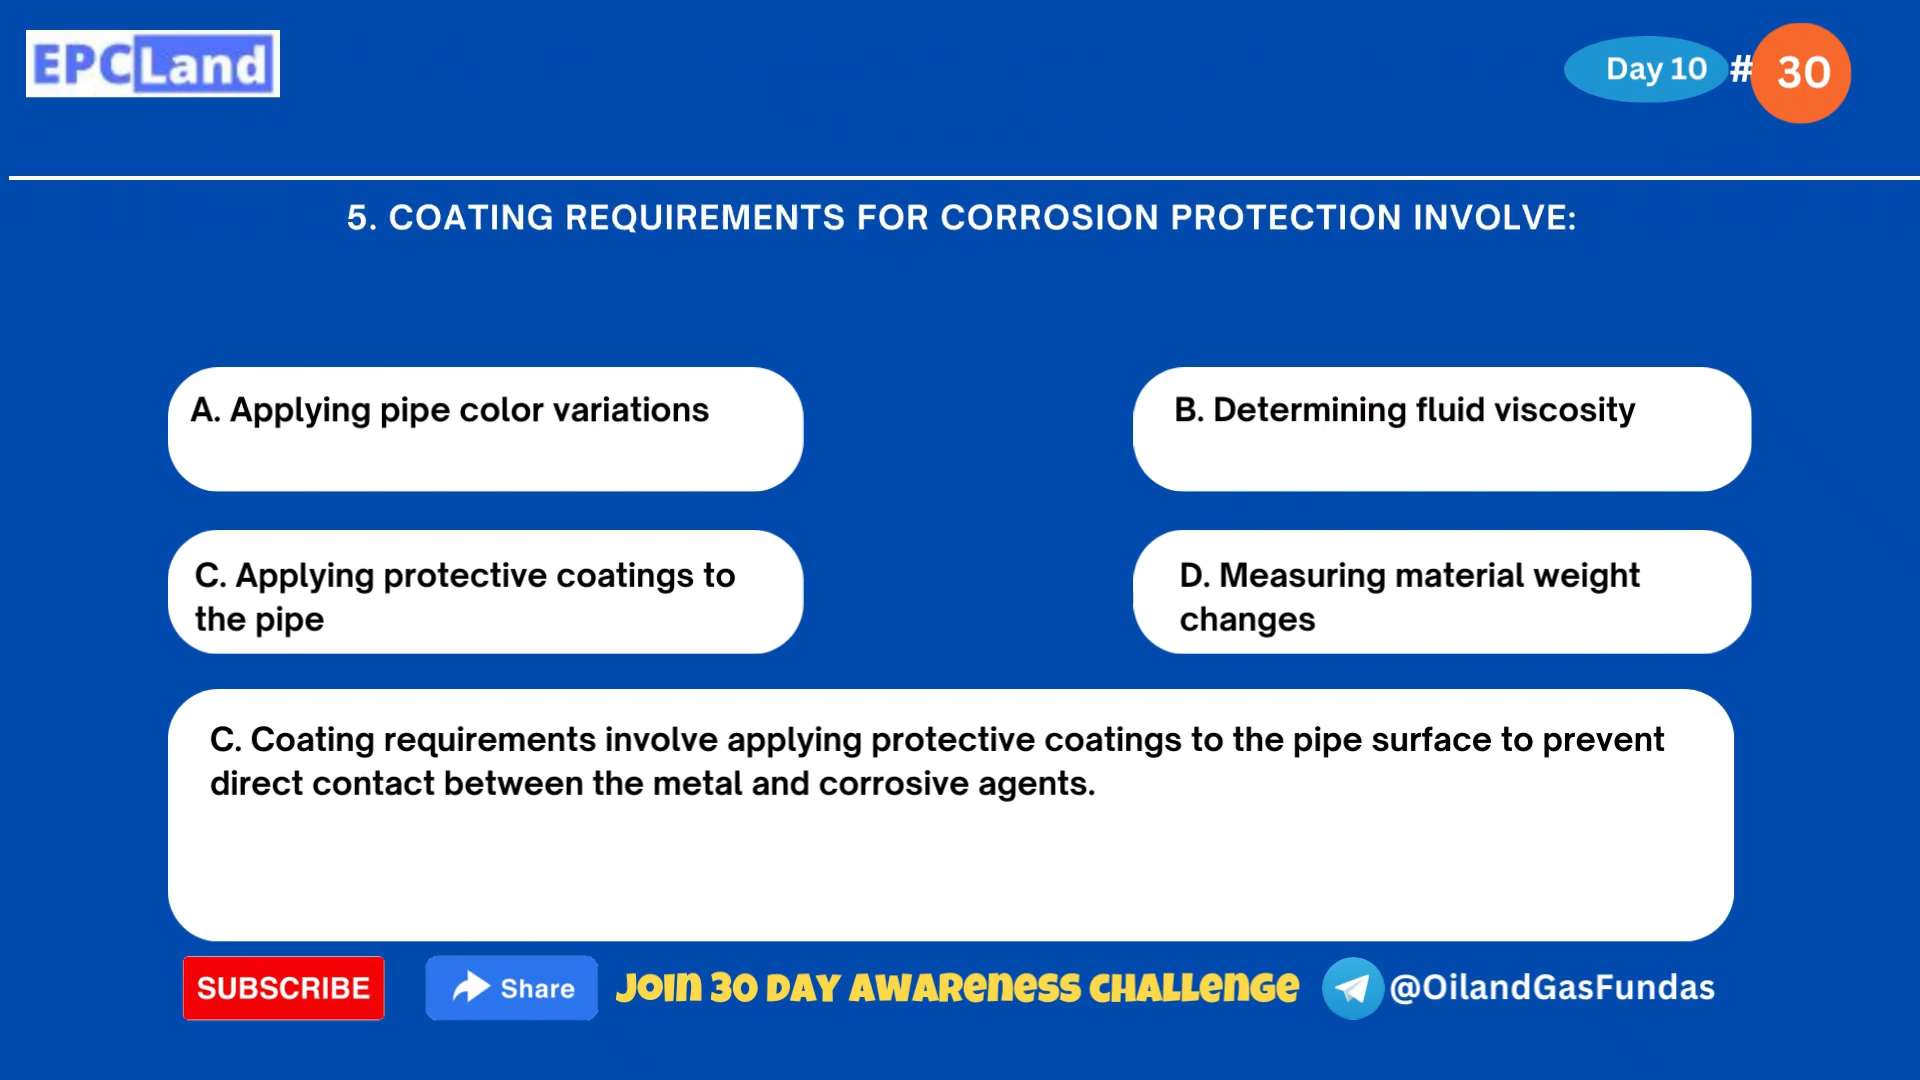 EPCLand
Day 10 # 30
5. COATING REQUIREMENTS FOR CORROSION PROTECTION INVOLVE:
A. Applying pipe color variations
B. Determining fluid viscosity
C. Applying protective coatings to
the pipe
D. Measuring material weight
changes
C. Coating requirements involve applying protective coatings to the pipe surface to prevent
direct contact between the metal and corrosive agents.
SUBSCRIBE
Share
JOIN 30 DAY AWARENESS CHALLENGE
@OilandGasFundas